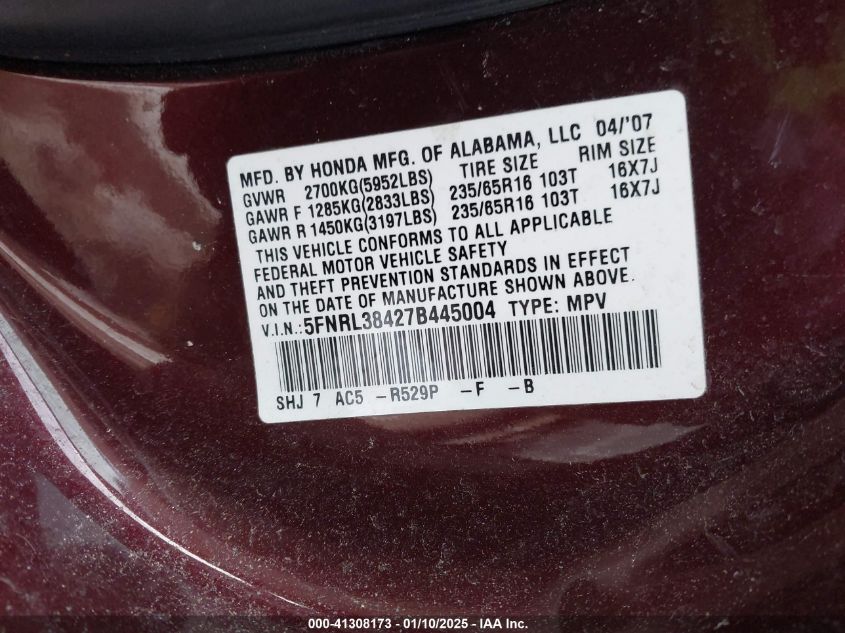 MFD. BY HONDA MFG. OF ALABAMA, LLC 04/'07
GVWR 2700KG(5952LBS) TIRE SIZE RIM SIZE
GAWR F 1285KG(2833LBS) 235/65R16 103T 16X7J
GAWR R 1450KG(3197LBS) 235/65R16 103T 16X7J
THIS VEHICLE CONFORMS TO ALL APPLICABLE
FEDERAL MOTOR VEHICLE SAFETY
AND THEFT PREVENTION STANDARDS IN EFFECT
ON THE DATE OF MANUFACTURE SHOWN ABOVE.
V.I.N.:5FNRL38427B445004 TYPE: MPV
SHJ 7 AC5 -R529P -F -B
000-41308173 - 01/10/2025 - IAA Inc.